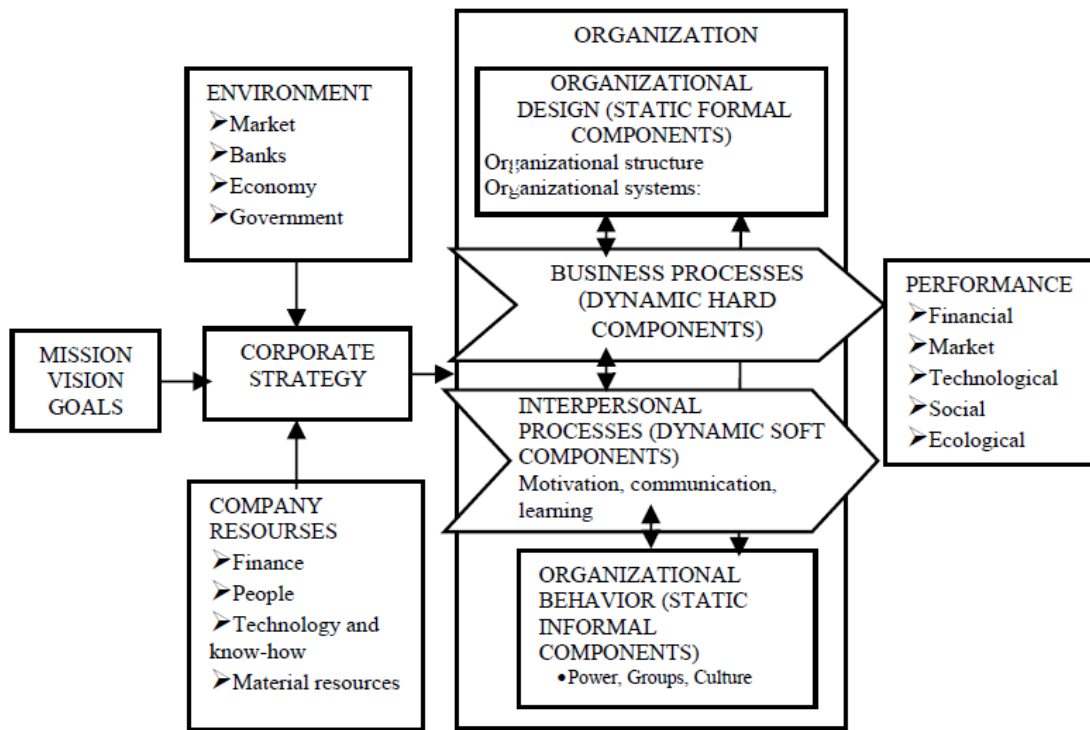 ORGANIZATION
ENVIRONMENT
➢Market
➢Banks
➢Economy
➢Government
MISSION
VISION
GOALS
CORPORATE
STRATEGY
COMPANY
RESOURSES
➢Finance
➢People
➢Technology and
know-how
➢Material resources
ORGANIZATIONAL
DESIGN (STATIC FORMAL
COMPONENTS)
Organizational structure
Organizational systems:
BUSINESS PROCESSES
(DYNAMIC HARD
COMPONENTS)
INTERPERSONAL
PROCESSES (DYNAMIC SOFT
COMPONENTS)
Motivation, communication,
learning
ORGANIZATIONAL
BEHAVIOR (STATIC
INFORMAL
COMPONENTS)
•Power, Groups, Culture
PERFORMANCE
➢Financial
➢Market
➢Technological
➢Social
➢Ecological